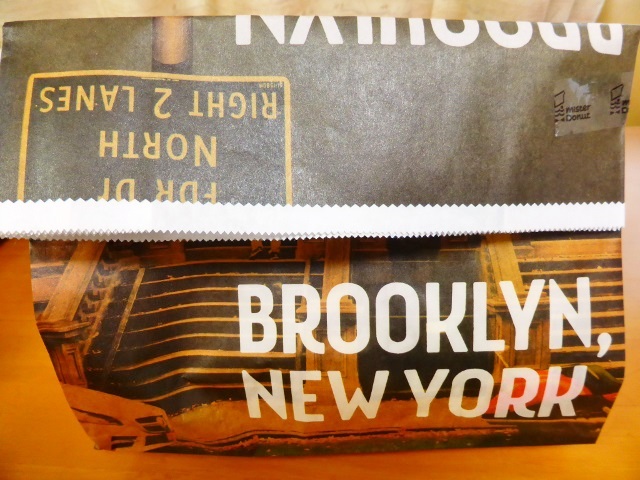 BROOKLYN
RIGHT 2 LANES
NORTH
FDR DR
mister
Donut
BROOKLYN,
NEW YORK